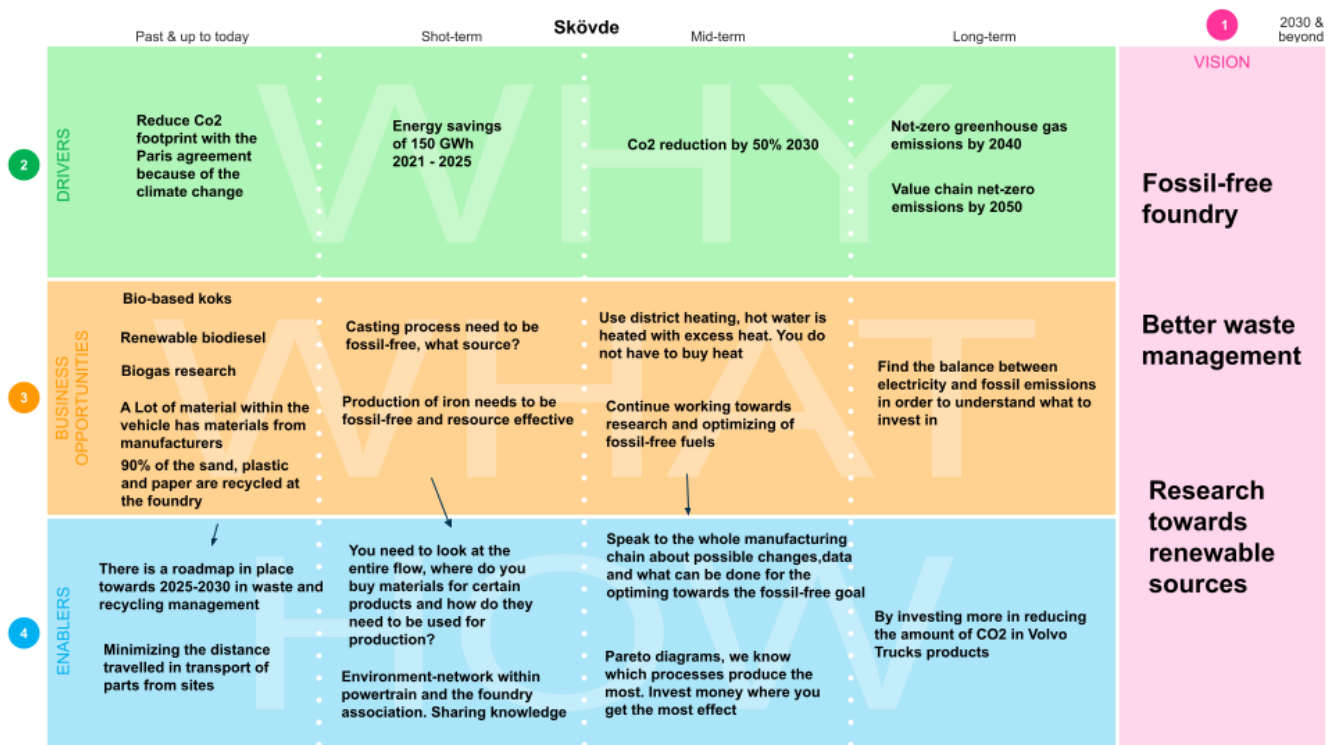 Skövde
Past & up to today
Shot-term
Mid-term
Long-term
1
2030 &
beyond
VISION
WHY
2
DRIVERS
Reduce Co2
footprint with the
Paris agreement
because of the
climate change
Energy savings
of 150 GWh
2021 - 2025
Co2 reduction by 50% 2030
Net-zero greenhouse gas
emissions by 2040
Value chain net-zero
emissions by 2050
Fossil-free
foundry
WHAT
3
BUSINESS
OPPORTUNITIES
Bio-based koks
Renewable biodiesel
Biogas research
A Lot of material within the
vehicle has materials from
manufacturers
90% of the sand, plastic
and paper are recycled at
the foundry
Casting process need to be
fossil-free, what source?
Production of iron needs to be
fossil-free and resource effective
Use district heating, hot water is
heated with excess heat. You do
not have to buy heat
Continue working towards
research and optimizing of
fossil-free fuels
Find the balance between
electricity and fossil emissions
in order to understand what to
invest in
Better waste
management
HOW
4
ENABLERS
There is a roadmap in place
towards 2025-2030 in waste and
recycling management
Minimizing the distance
travelled in transport of
parts from sites
You need to look at the
entire flow, where do you
buy materials for certain
products and how do they
need to be used for
production?
Environment-network within
powertrain and the foundry
association. Sharing knowledge
Speak to the whole manufacturing
chain about possible changes,data
and what can be done for the
optiming towards the fossil-free goal
Pareto diagrams, we know
which processes produce the
most. Invest money where you
get the most effect
By investing more in reducing
the amount of CO2 in Volvo
Trucks products
Research
towards
renewable
sources